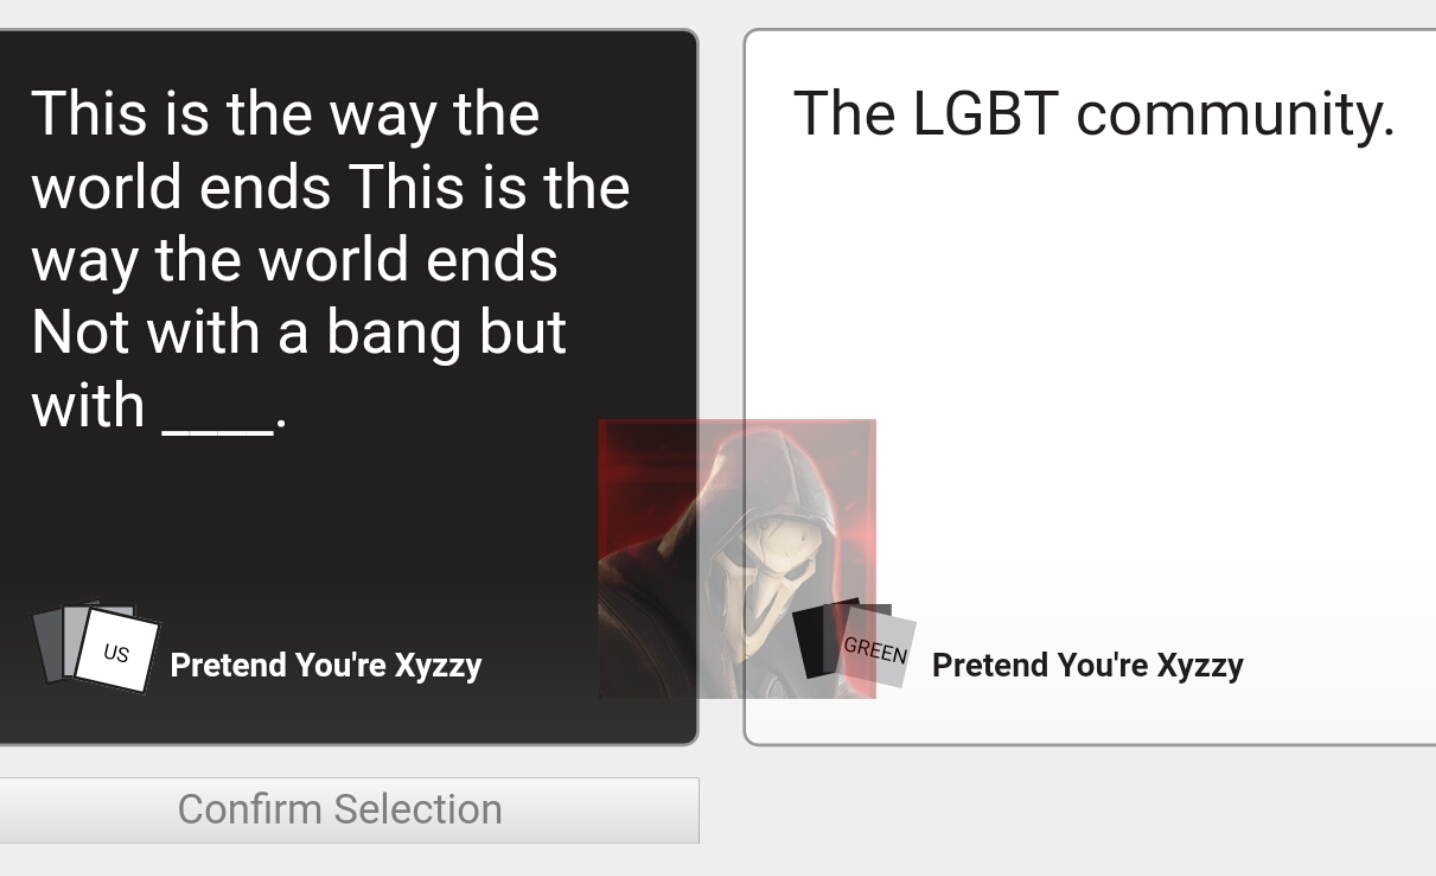 This is the way the
world ends This is the
way the world ends
Not with a bang but
with ____.
US
Pretend You're Xyzzy
The LGBT community.
GREEN
Pretend You're Xyzzy
Confirm Selection